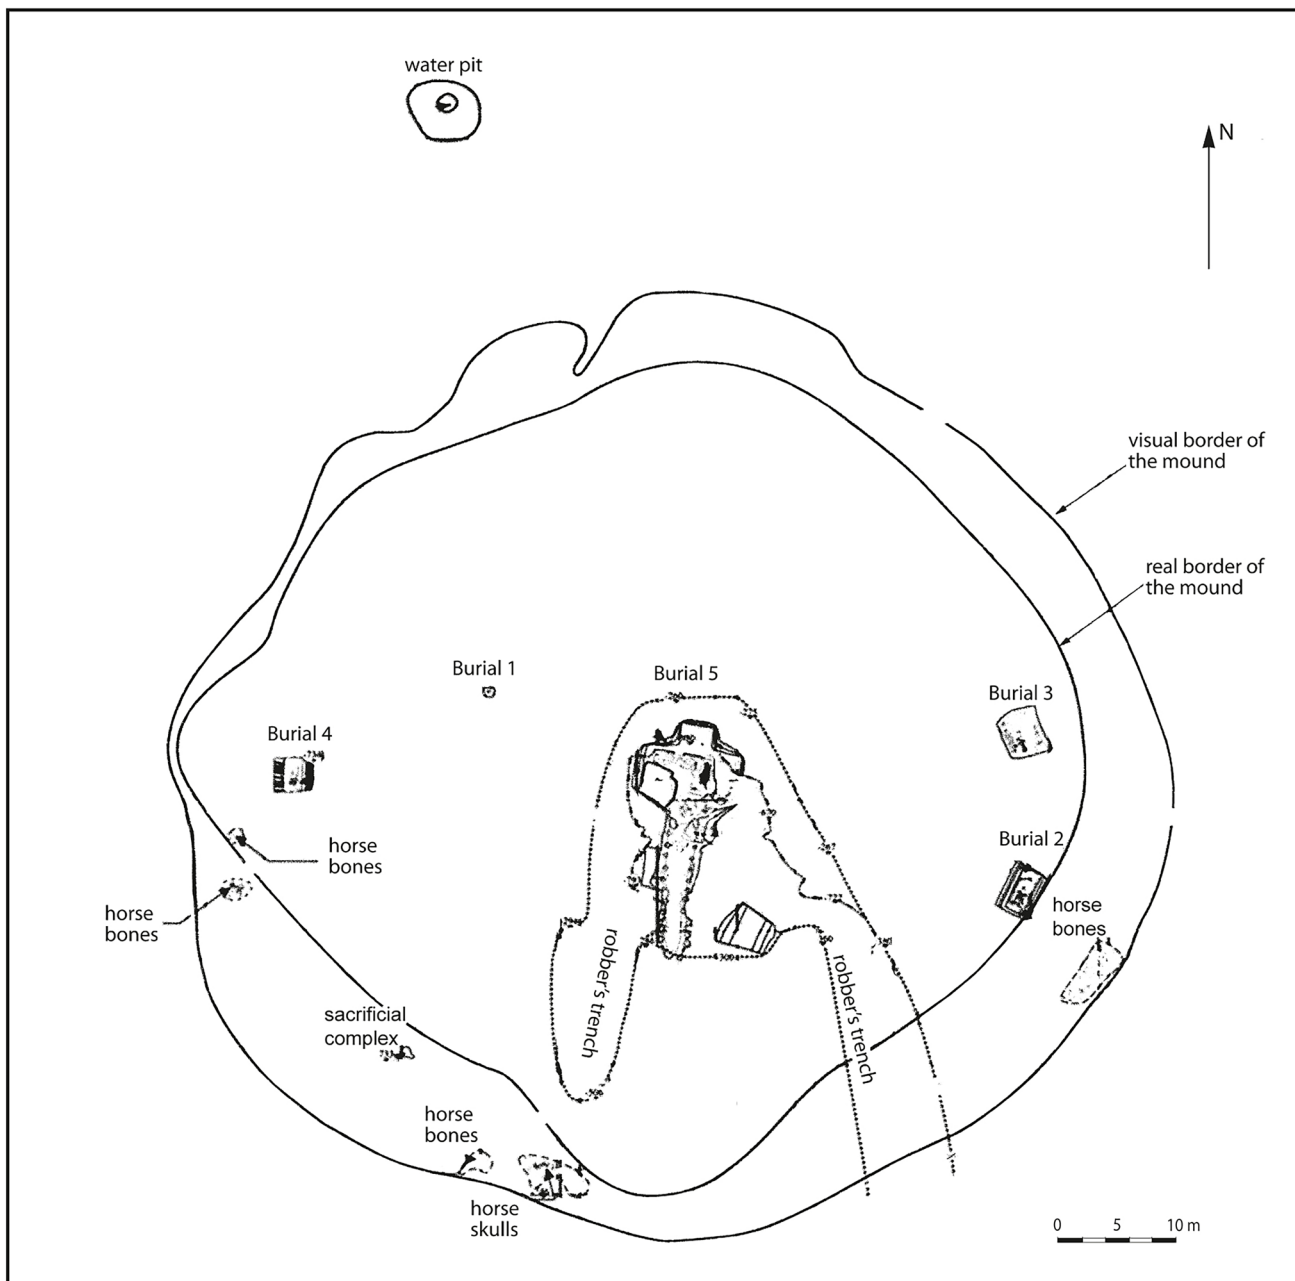 water pit
N
visual border of
the mound
real border of
the mound
Burial 1
Burial 5
Burial 3
Burial 4
Burial 2
horse
bones
horse
bones
horse
bones
robber's trench
robber's trench
sacrificial
complex
horse
bones
horse
skulls
0 5 10 m